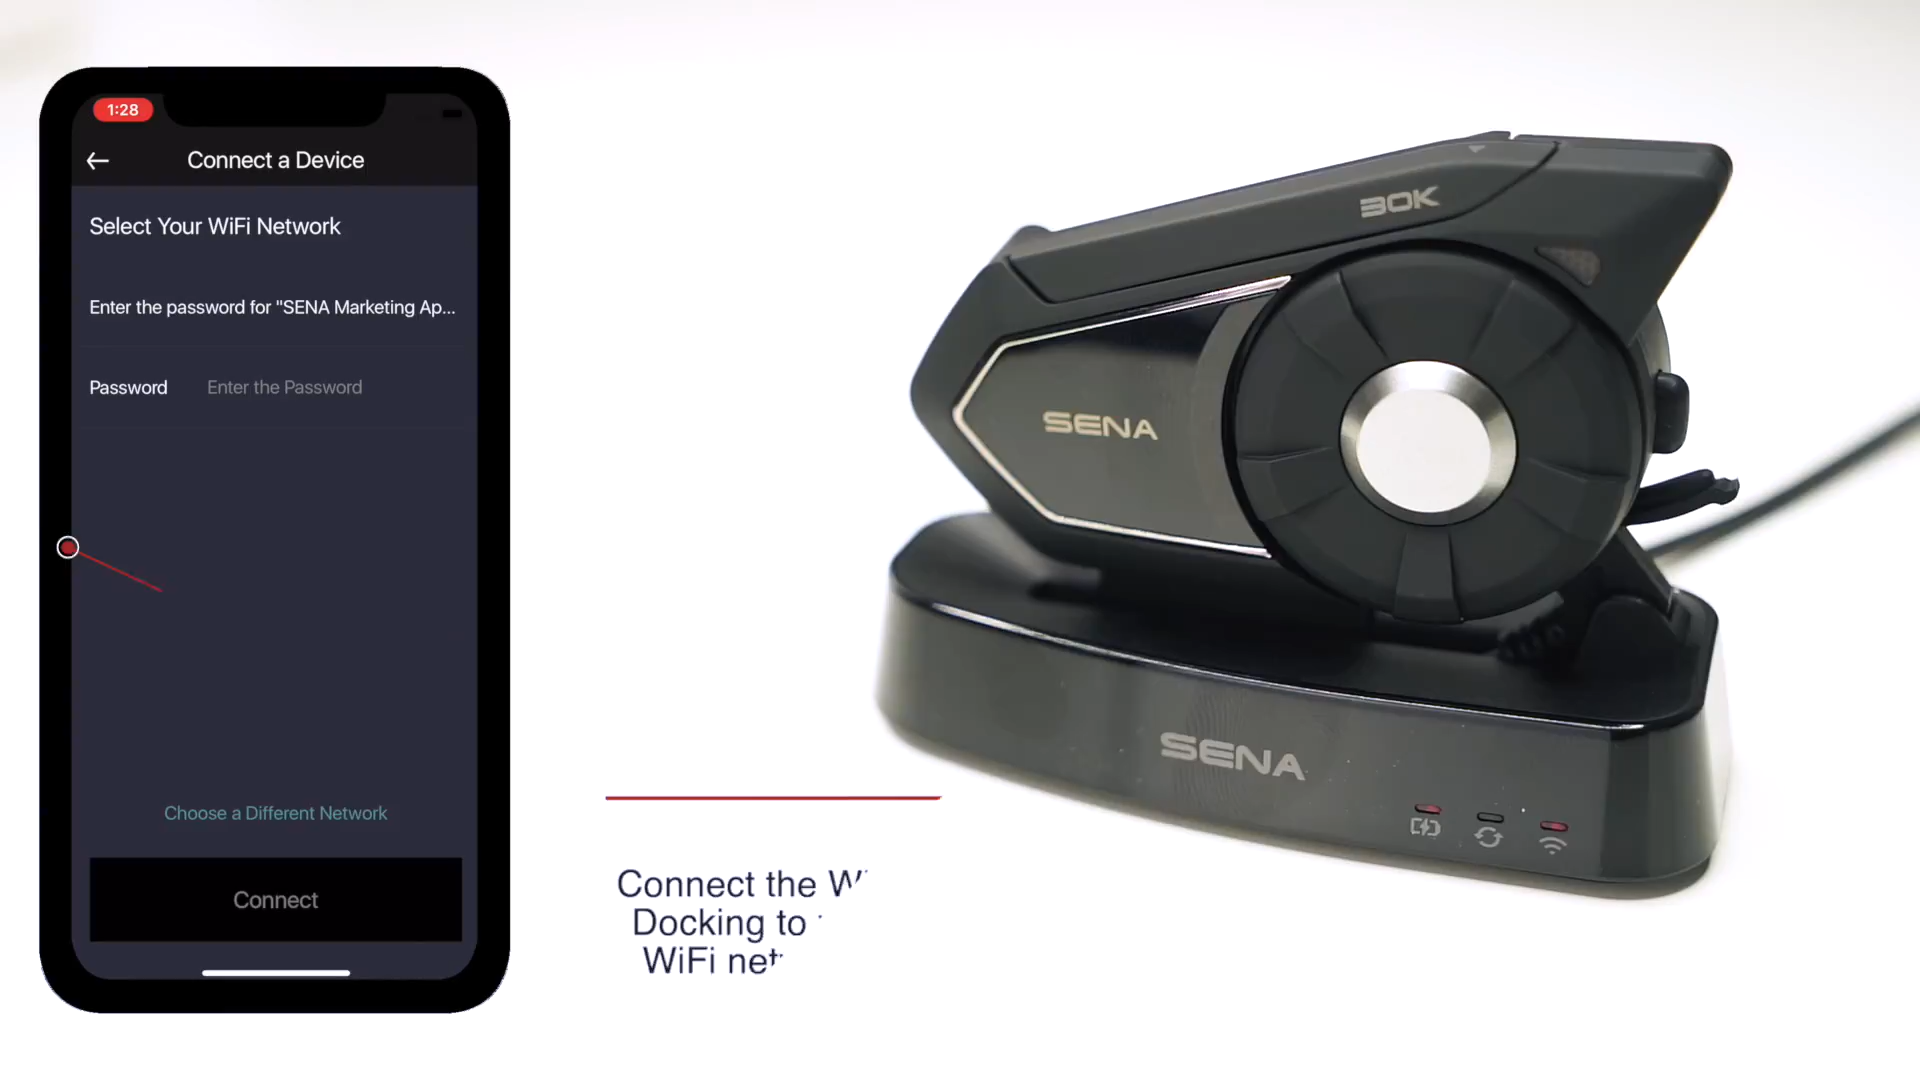 1:28
Connect a Device
Select Your WiFi Network
Enter the password for "SENA Marketing Ap...
Password Enter the Password
Choose a Different Network
Connect
Connect the
Docking to
WiFi
30K
SENA
SENA